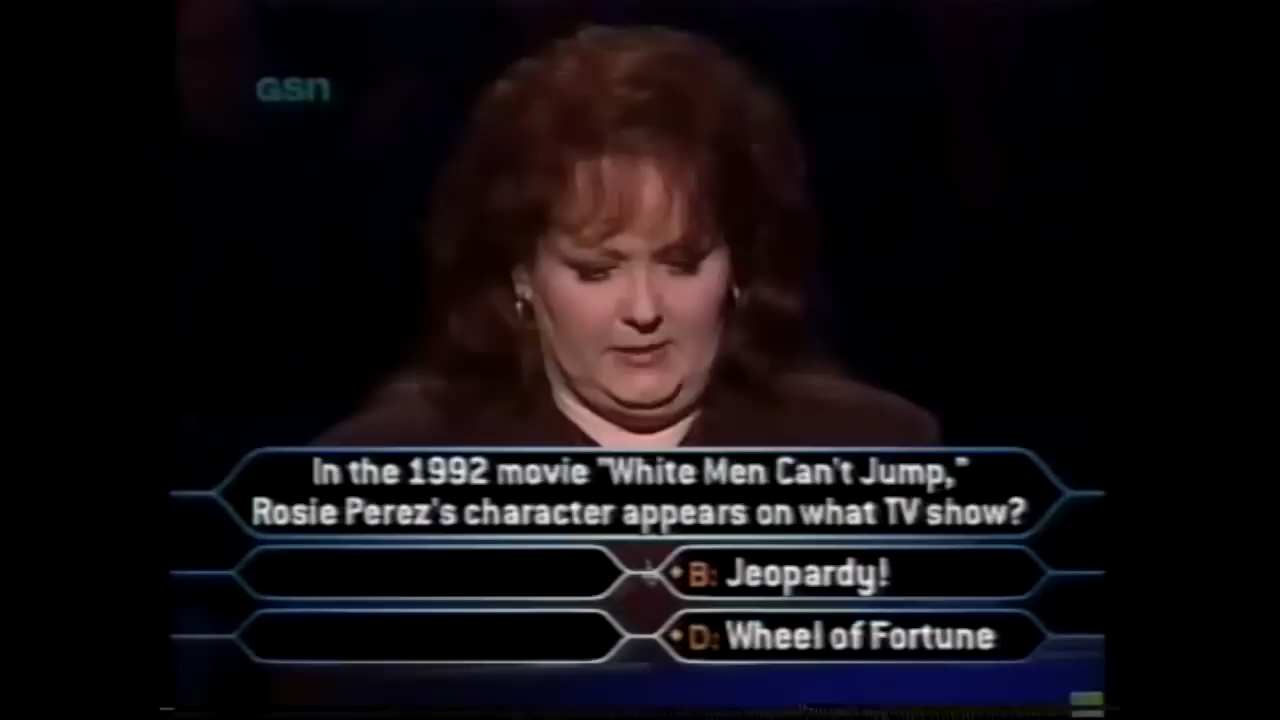 GSN
In the 1992 movie "White Men Can't Jump,"
Rosie Perez's character appears on what TV show?
B: Jeopardy!
D: Wheel of Fortune